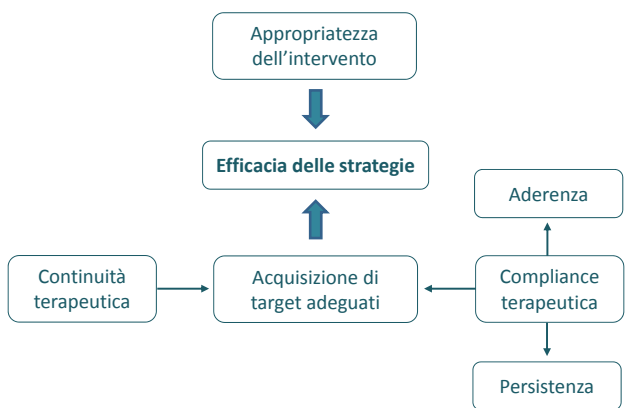 Appropriatezza
dell'intervento
Efficacia delle strategie
Aderenza
Continuità
terapeutica
Acquisizione di
target adeguati
Compliance
terapeutica
Persistenza